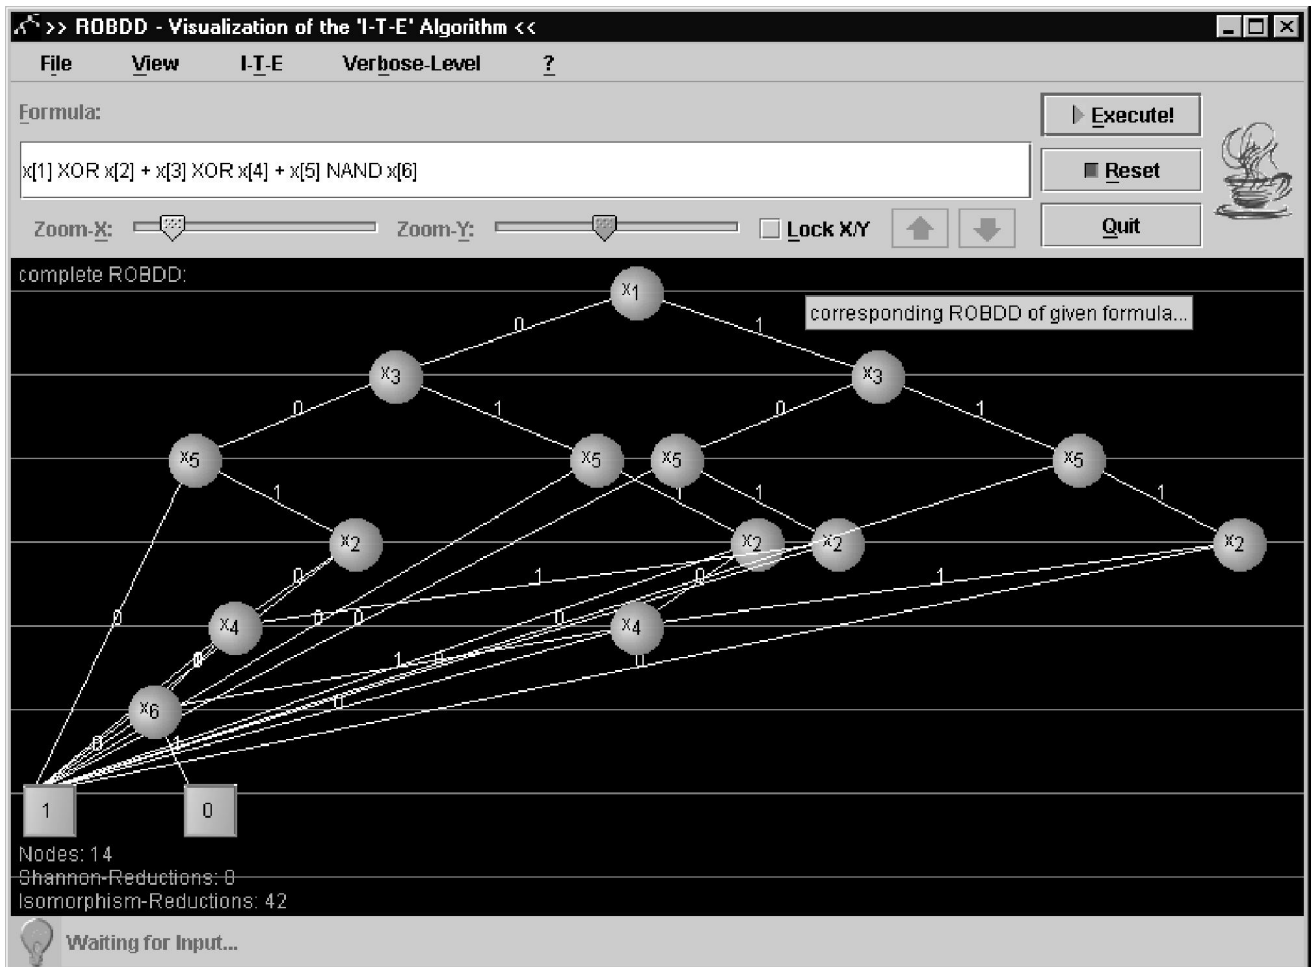 >> ROBDD - Visualization of the 'I-T-E' Algorithm <<
File View I-T-E Verbose-Level ?
Formula:
Execute!
x[1] XOR x[2] + x[3] XOR x[4] + x[5] NAND x[6]
Reset
Zoom-X: Zoom-Y: Lock X/Y Quit
complete ROBDD:
x1
corresponding ROBDD of given formula...
0 1
x3 x3
0 1 0 1
x5 x5 x5 x5
1 1 1 1
x2 x2 x2 x2
0 1 0 1
x4 x4
0 0 0 0
0 1 0 0
x6
0
0 1
1 0
Nodes: 14
Shannon-Reductions: 8
Isomorphism-Reductions: 42
Waiting for Input...